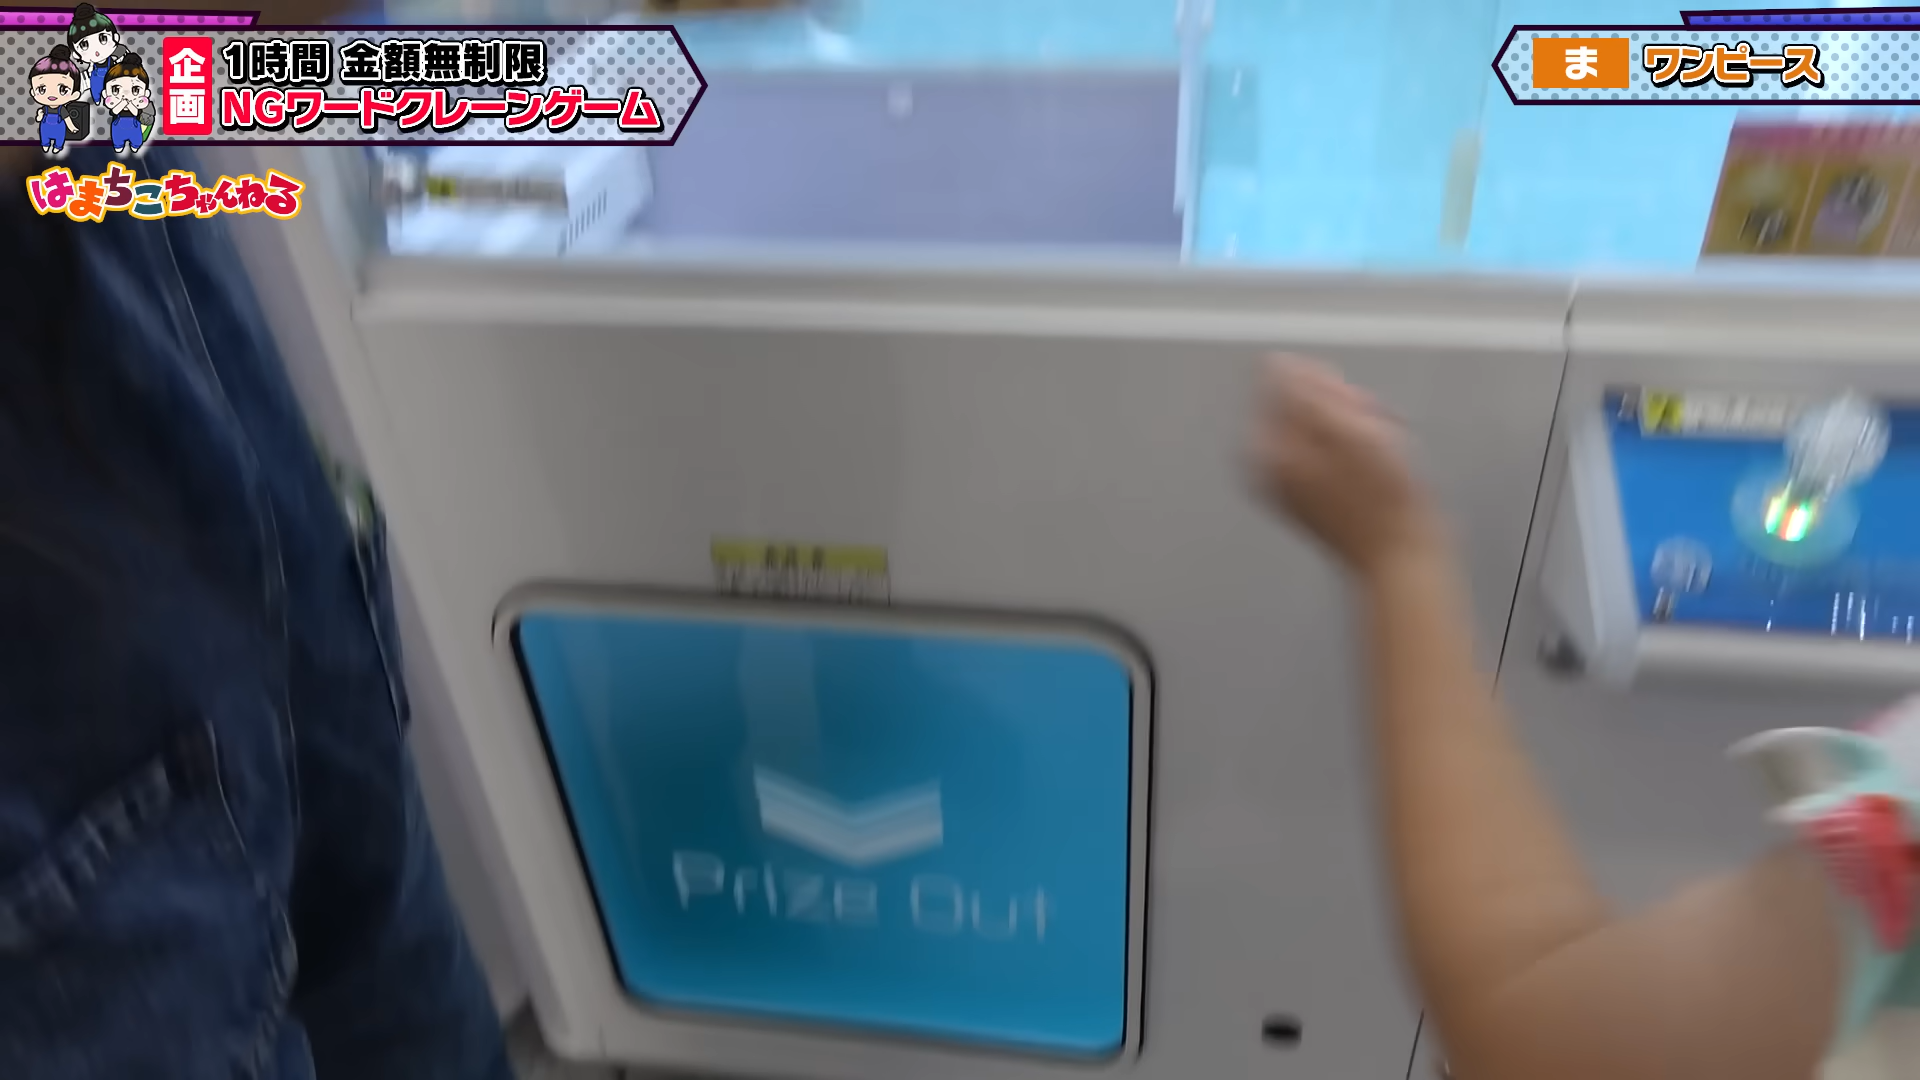 企画
1時間 金額無制限
NGワードクレーンゲーム
はまちこちゃんねる
ま ワンピース
Prize Out